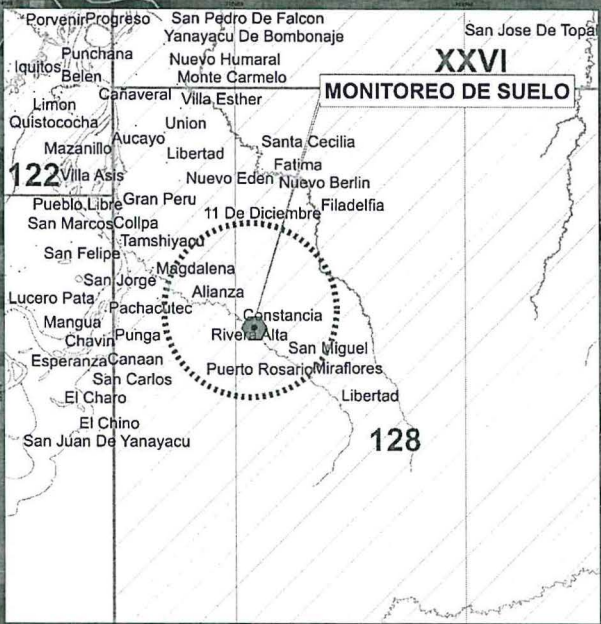 Porvenir Progreso San Pedro De Falcon
Yanayacu De Bombonaje San Jose De Topal
Punchana Nuevo Humaral XXVI
Iquitos Belen Monte Carmelo
Cañaveral Villa Esther MONITOREO DE SUELO
Limon
Quistococha Union
Aucayo Santa Cecilia
Mazanillo Libertad Fatima
122 Villa Asis Nuevo Eden Nuevo Berlin
Pueblo Libre Gran Peru 11 De Diciembre Filadelfia
San Marcos Collpa
Tamshiyacu
San Felipe Magdalena
San Jorge Alianza
Lucero Pata Pachacutec Constancia
Mangua Punga Rivera Alta
Chavin San Miguel
Esperanza Canaan Puerto Rosario Miraflores
San Carlos
El Charo Libertad
El Chino 128
San Juan De Yanayacu